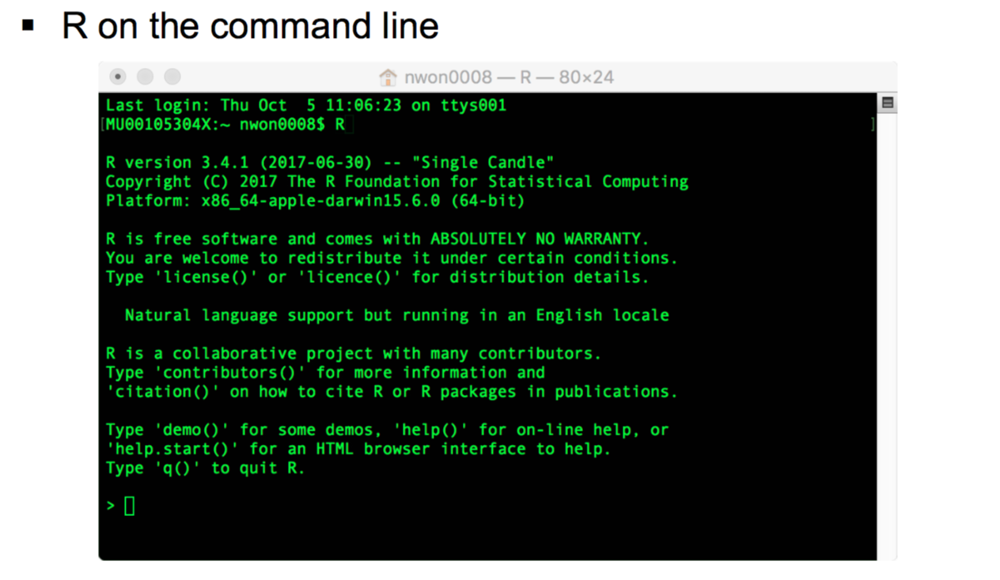 ▪ R on the command line
nwon0008 — R — 80×24
Last login: Thu Oct  5 11:06:23 on ttys001
[MU00105304X:~ nwon0008$ R ]
R version 3.4.1 (2017-06-30) -- "Single Candle"
Copyright (C) 2017 The R Foundation for Statistical Computing
Platform: x86_64-apple-darwin15.6.0 (64-bit)
R is free software and comes with ABSOLUTELY NO WARRANTY.
You are welcome to redistribute it under certain conditions.
Type 'license()' or 'licence()' for distribution details.
  Natural language support but running in an English locale
R is a collaborative project with many contributors.
Type 'contributors()' for more information and
'citation()' on how to cite R or R packages in publications.
Type 'demo()' for some demos, 'help()' for on-line help, or
'help.start()' for an HTML browser interface to help.
Type 'q()' to quit R.
>